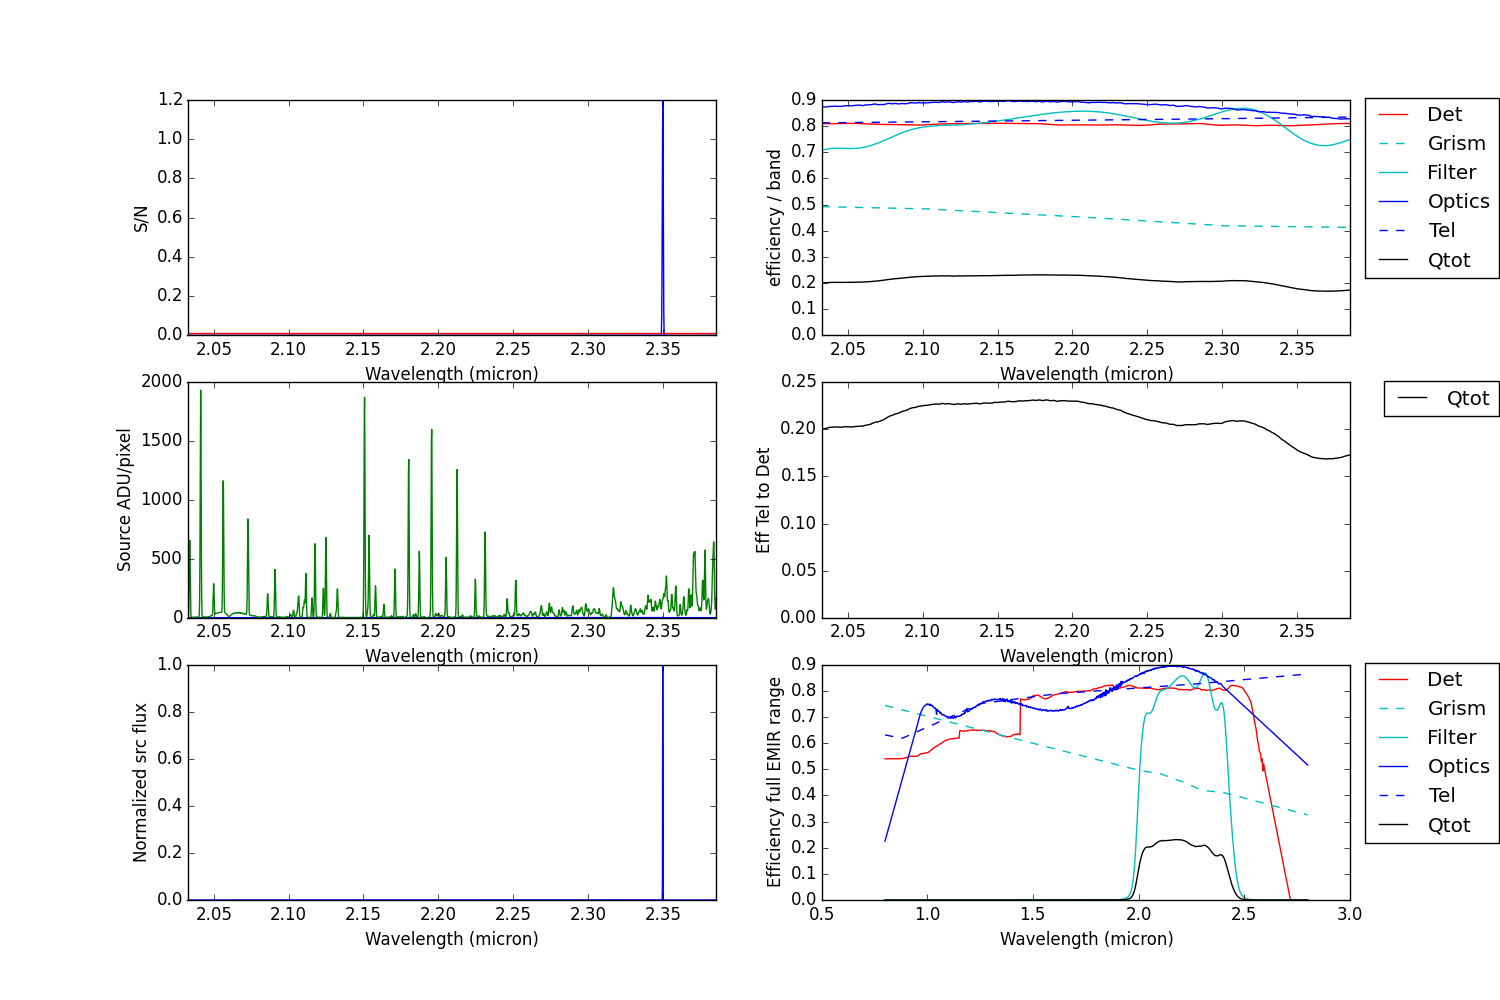 1.2
1.0
0.8
0.6
0.4
0.2
0.0
S/N
2.05 2.10 2.15 2.20 2.25 2.30 2.35
Wavelength (micron)
0.9
0.8
0.7
0.6
0.5
0.4
0.3
0.2
0.1
0.0
efficiency / band
2.05 2.10 2.15 2.20 2.25 2.30 2.35
Wavelength (micron)
Det
Grism
Filter
Optics
Tel
Qtot
2000
1500
1000
500
0
Source ADU/pixel
2.05 2.10 2.15 2.20 2.25 2.30 2.35
Wavelength (micron)
0.25
0.20
0.15
0.10
0.05
0.00
Eff Tel to Det
2.05 2.10 2.15 2.20 2.25 2.30 2.35
Wavelength (micron)
Qtot
1.0
0.8
0.6
0.4
0.2
0.0
Normalized src flux
2.05 2.10 2.15 2.20 2.25 2.30 2.35
Wavelength (micron)
0.9
0.8
0.7
0.6
0.5
0.4
0.3
0.2
0.1
0.0
Efficiency full EMIR range
0.5 1.0 1.5 2.0 2.5 3.0
Wavelength (micron)
Det
Grism
Filter
Optics
Tel
Qtot